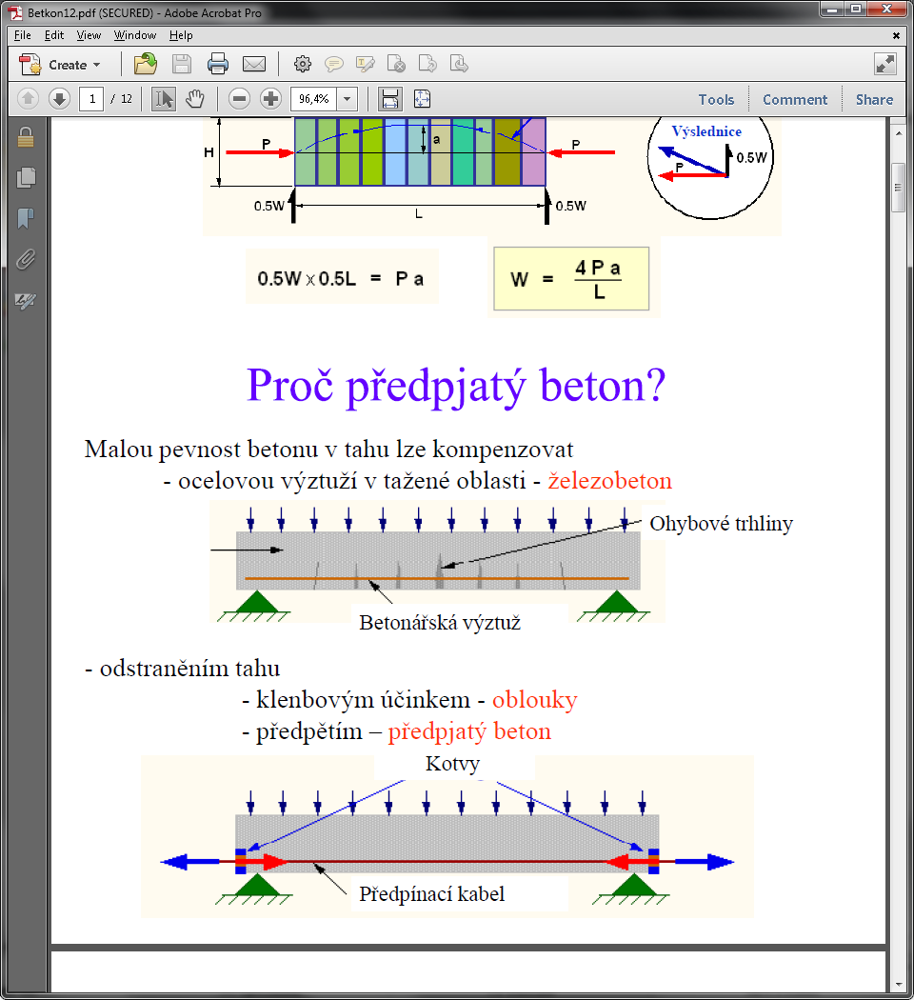 Betkon12.pdf (SECURED) - Adobe Acrobat Pro
File Edit View Window Help
Create
1 / 12 96,4% Tools Comment Share
H P a P
0.5W L 0.5W
Výslednice
P 0.5W
0.5W x 0.5L = P a
W = 4 P a / L
Proč předpjatý beton?
Malou pevnost betonu v tahu lze kompenzovat
- ocelovou výztuží v tažené oblasti - železobeton
Ohybové trhliny
Betonářská výztuž
- odstraněním tahu
- klenbovým účinkem - oblouky
- předpětím – předpjatý beton
Kotvy
Předpínací kabel